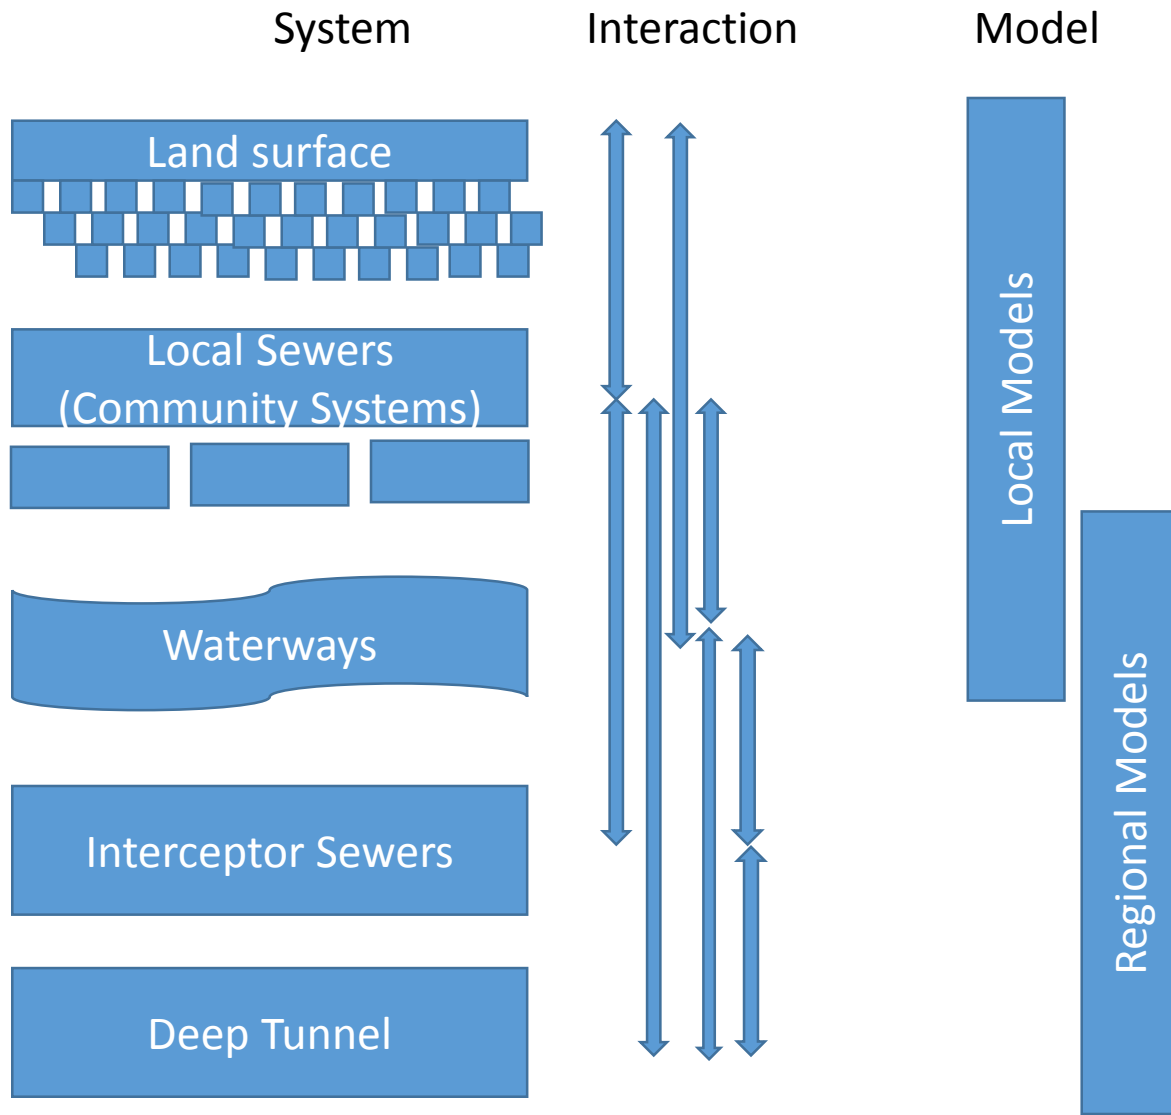 System
Interaction
Model
Land surface
Local Sewers
(Community Systems)
Waterways
Interceptor Sewers
Deep Tunnel
Local Models
Regional Models